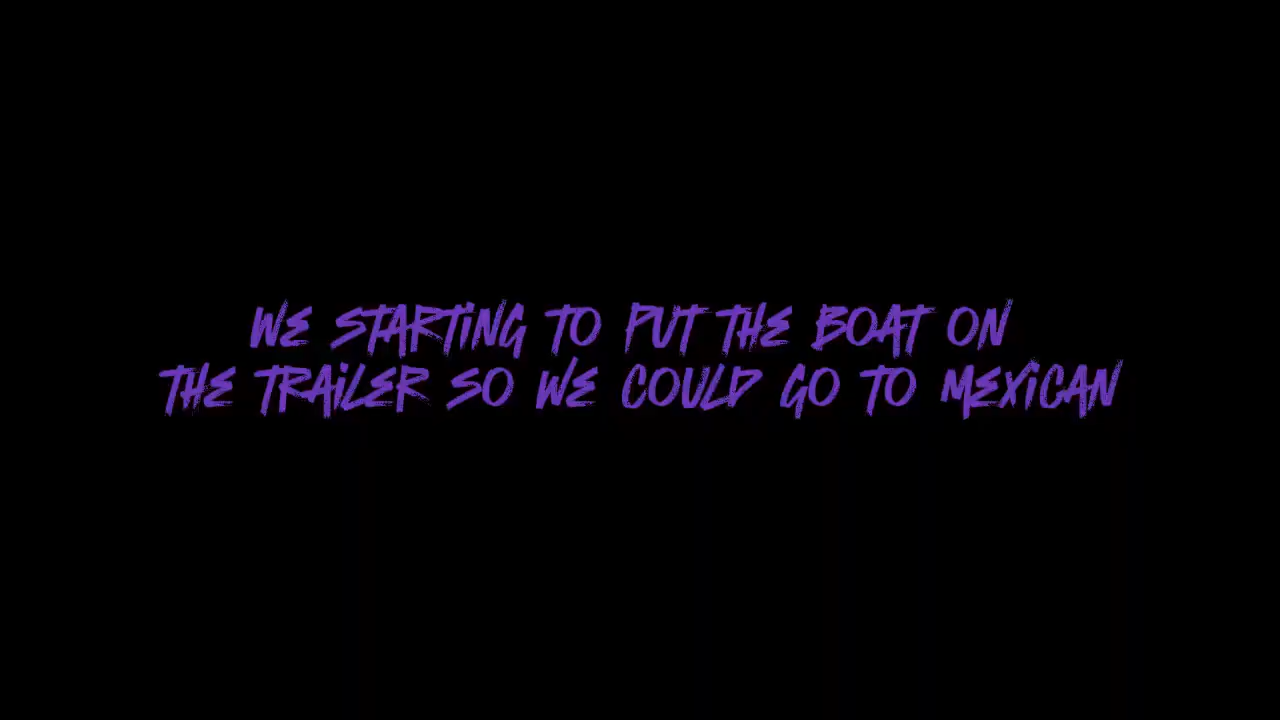 WE STARTiNG TO PUT THE BOAT ON
THE TRAiLER SO WE COULD GO TO MEXiCAN